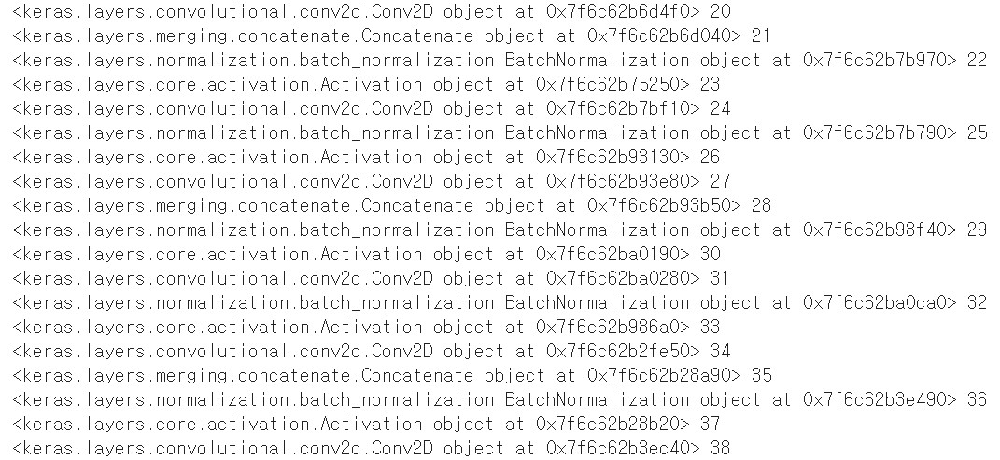 <keras.layers.convolutional.conv2d.Conv2D object at 0x7f6c62b6d4f0> 20
<keras.layers.merging.concatenate.Concatenate object at 0x7f6c62b6d040> 21
<keras.layers.normalization.batch_normalization.BatchNormalization object at 0x7f6c62b7b970> 22
<keras.layers.core.activation.Activation object at 0x7f6c62b75250> 23
<keras.layers.convolutional.conv2d.Conv2D object at 0x7f6c62b7bf10> 24
<keras.layers.normalization.batch_normalization.BatchNormalization object at 0x7f6c62b7b790> 25
<keras.layers.core.activation.Activation object at 0x7f6c62b93130> 26
<keras.layers.convolutional.conv2d.Conv2D object at 0x7f6c62b93e80> 27
<keras.layers.merging.concatenate.Concatenate object at 0x7f6c62b93b50> 28
<keras.layers.normalization.batch_normalization.BatchNormalization object at 0x7f6c62b98f40> 29
<keras.layers.core.activation.Activation object at 0x7f6c62ba0190> 30
<keras.layers.convolutional.conv2d.Conv2D object at 0x7f6c62ba0280> 31
<keras.layers.normalization.batch_normalization.BatchNormalization object at 0x7f6c62ba0ca0> 32
<keras.layers.core.activation.Activation object at 0x7f6c62b986a0> 33
<keras.layers.convolutional.conv2d.Conv2D object at 0x7f6c62b2fe50> 34
<keras.layers.merging.concatenate.Concatenate object at 0x7f6c62b28a90> 35
<keras.layers.normalization.batch_normalization.BatchNormalization object at 0x7f6c62b3e490> 36
<keras.layers.core.activation.Activation object at 0x7f6c62b28b20> 37
<keras.layers.convolutional.conv2d.Conv2D object at 0x7f6c62b3ec40> 38